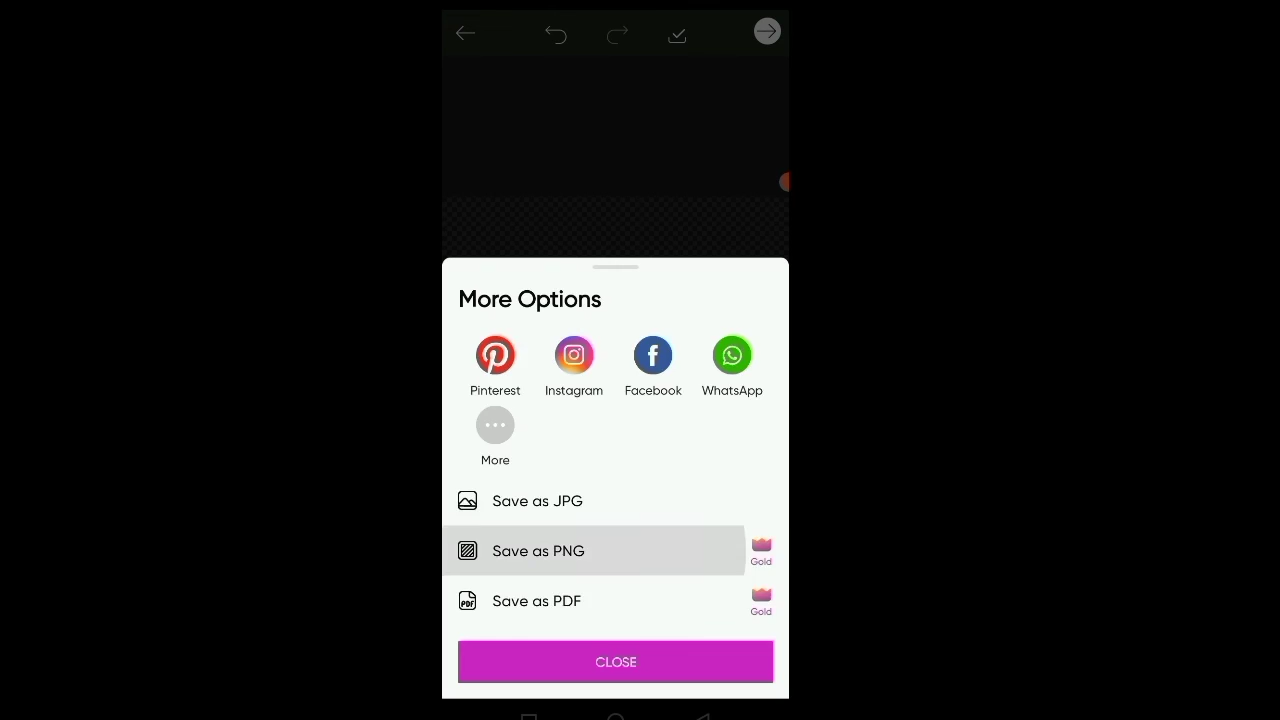 More Options
Pinterest Instagram Facebook WhatsApp
More
Save as JPG
Save as PNG Gold
PDF Save as PDF Gold
CLOSE